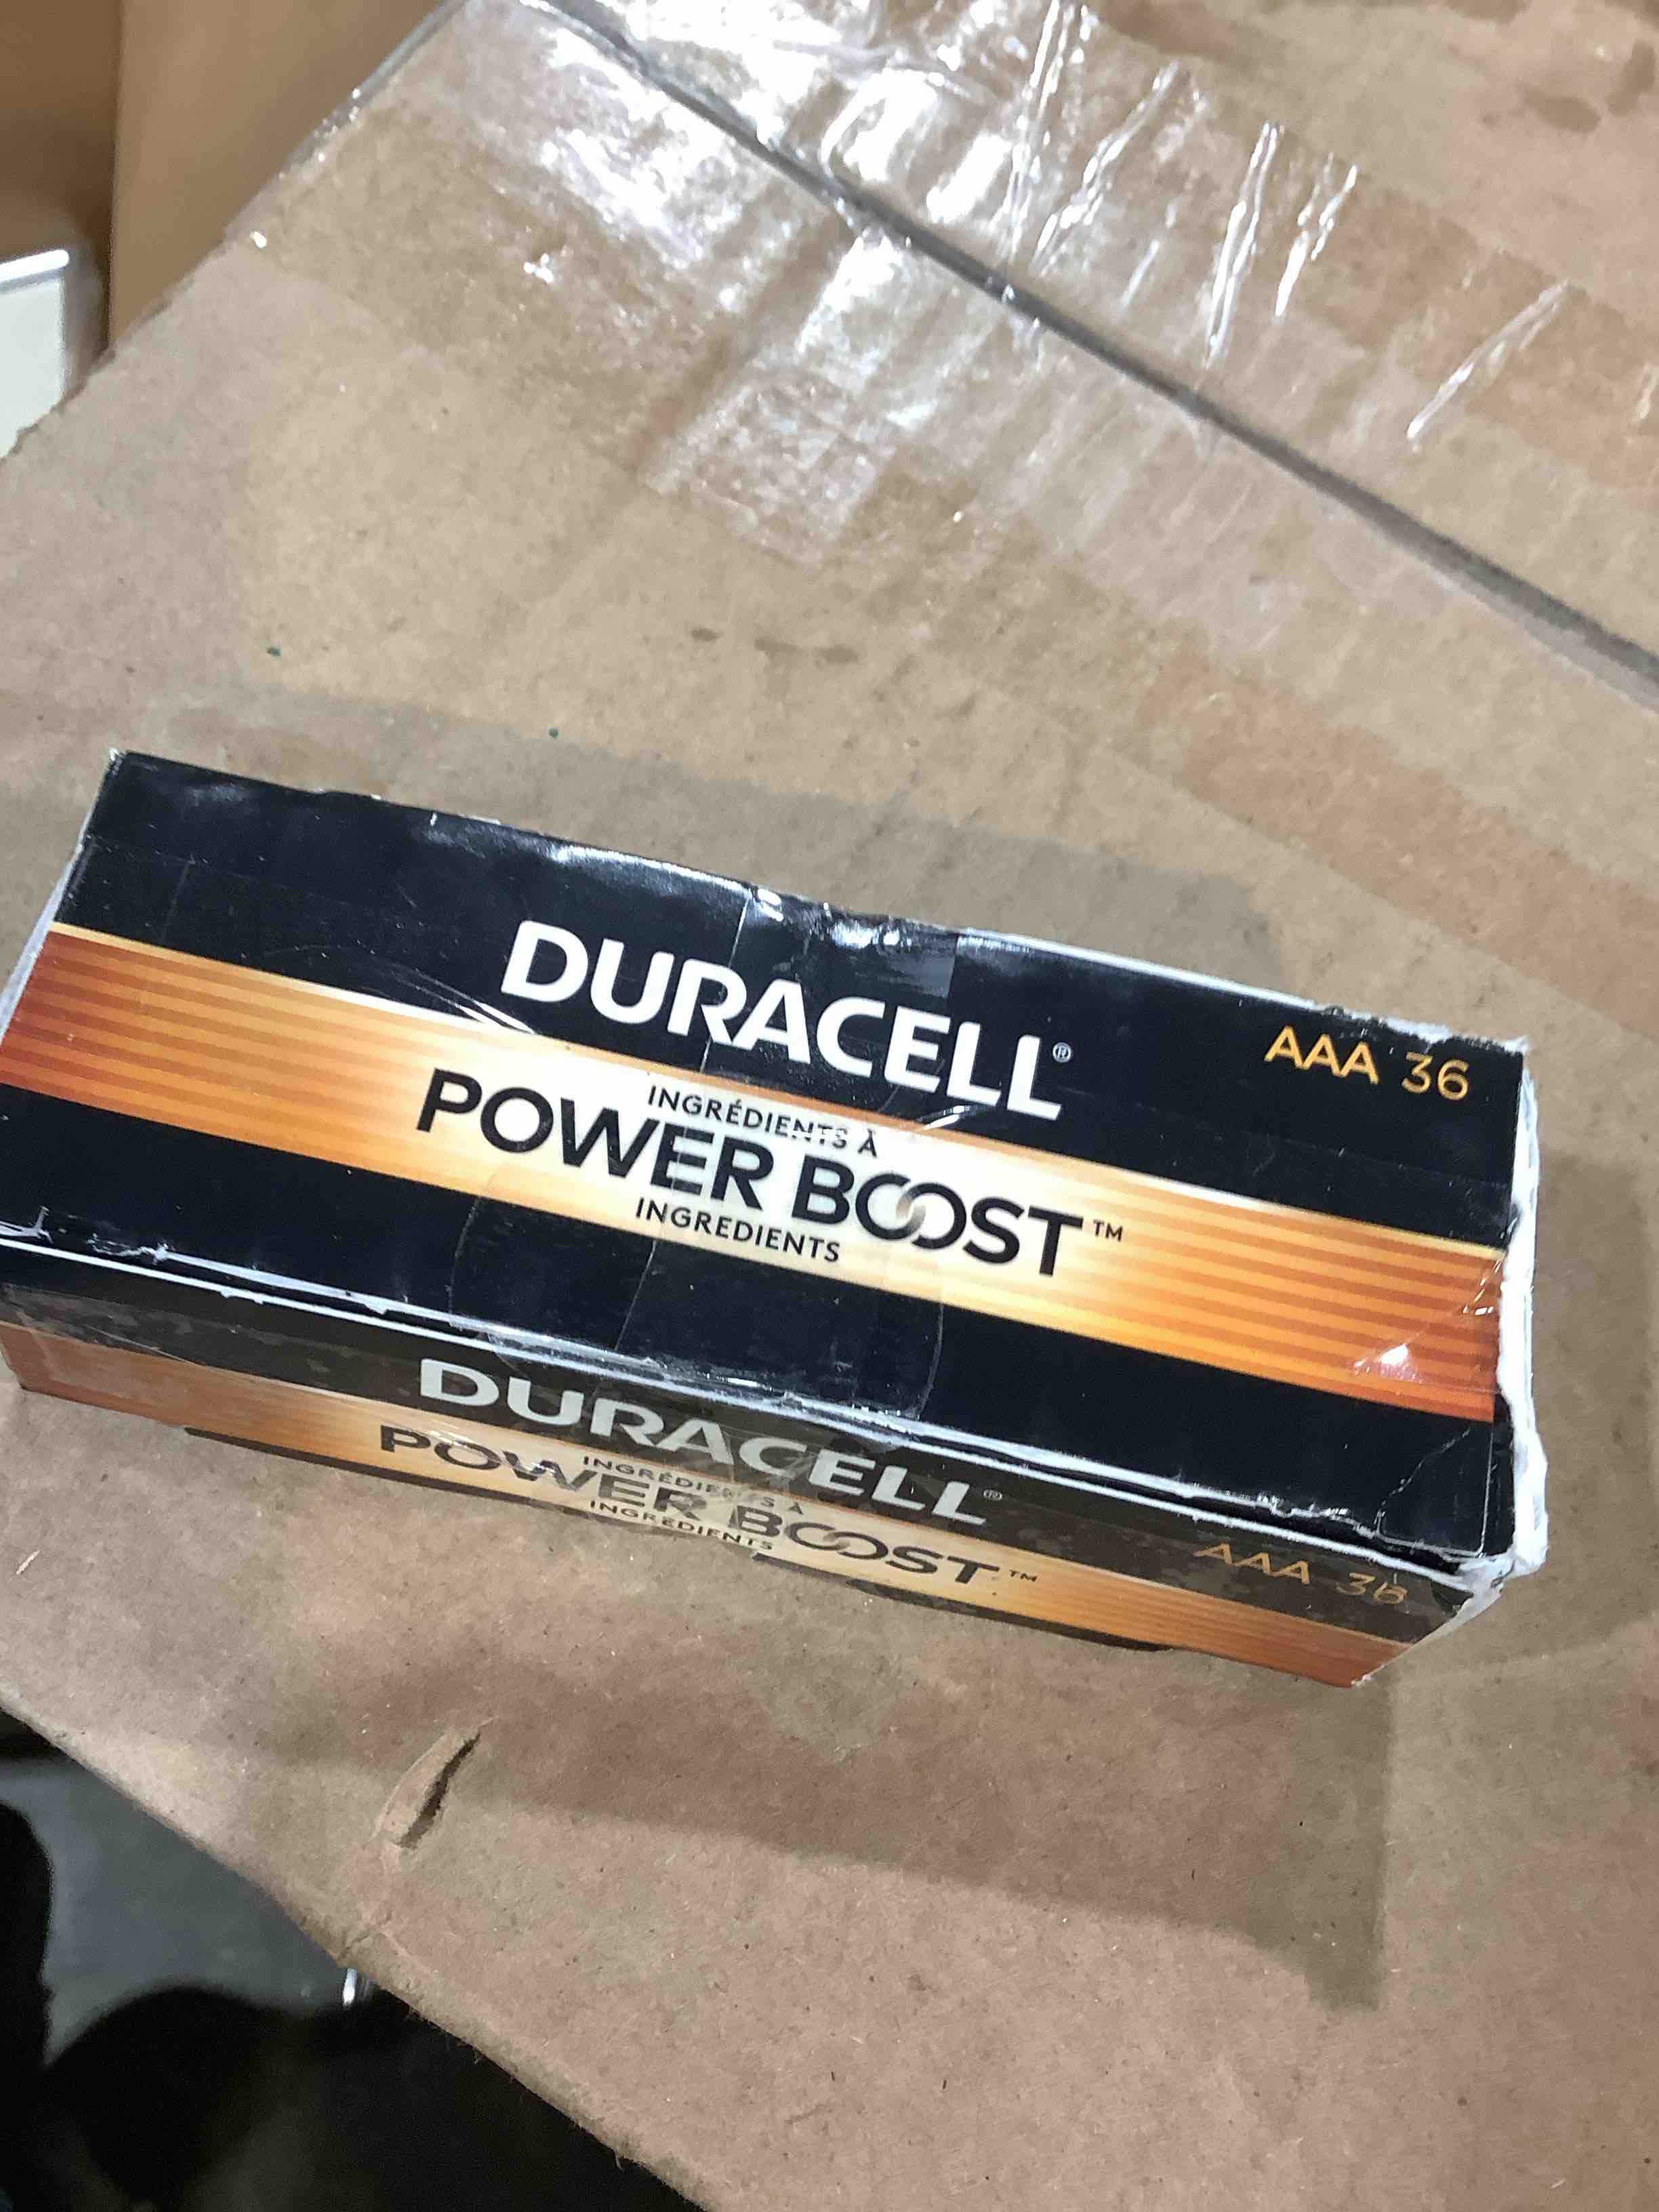 DURACELL®
AAA 36
INGRÉDIENTS À
POWER BOOST™
INGREDIENTS
DURACELL®
INGRÉDIENTS À
POWER BOOST™
INGREDIENTS
AAA 36